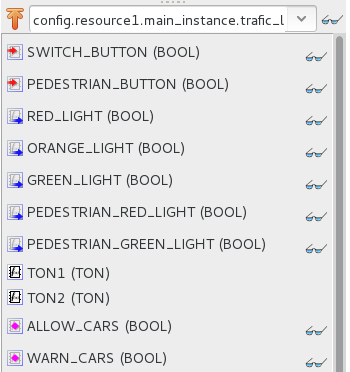 config.resource1.main_instance.trafic_l
SWITCH_BUTTON (BOOL)
PEDESTRIAN_BUTTON (BOOL)
RED_LIGHT (BOOL)
ORANGE_LIGHT (BOOL)
GREEN_LIGHT (BOOL)
PEDESTRIAN_RED_LIGHT (BOOL)
PEDESTRIAN_GREEN_LIGHT (BOOL)
TON1 (TON)
TON2 (TON)
ALLOW_CARS (BOOL)
WARN_CARS (BOOL)